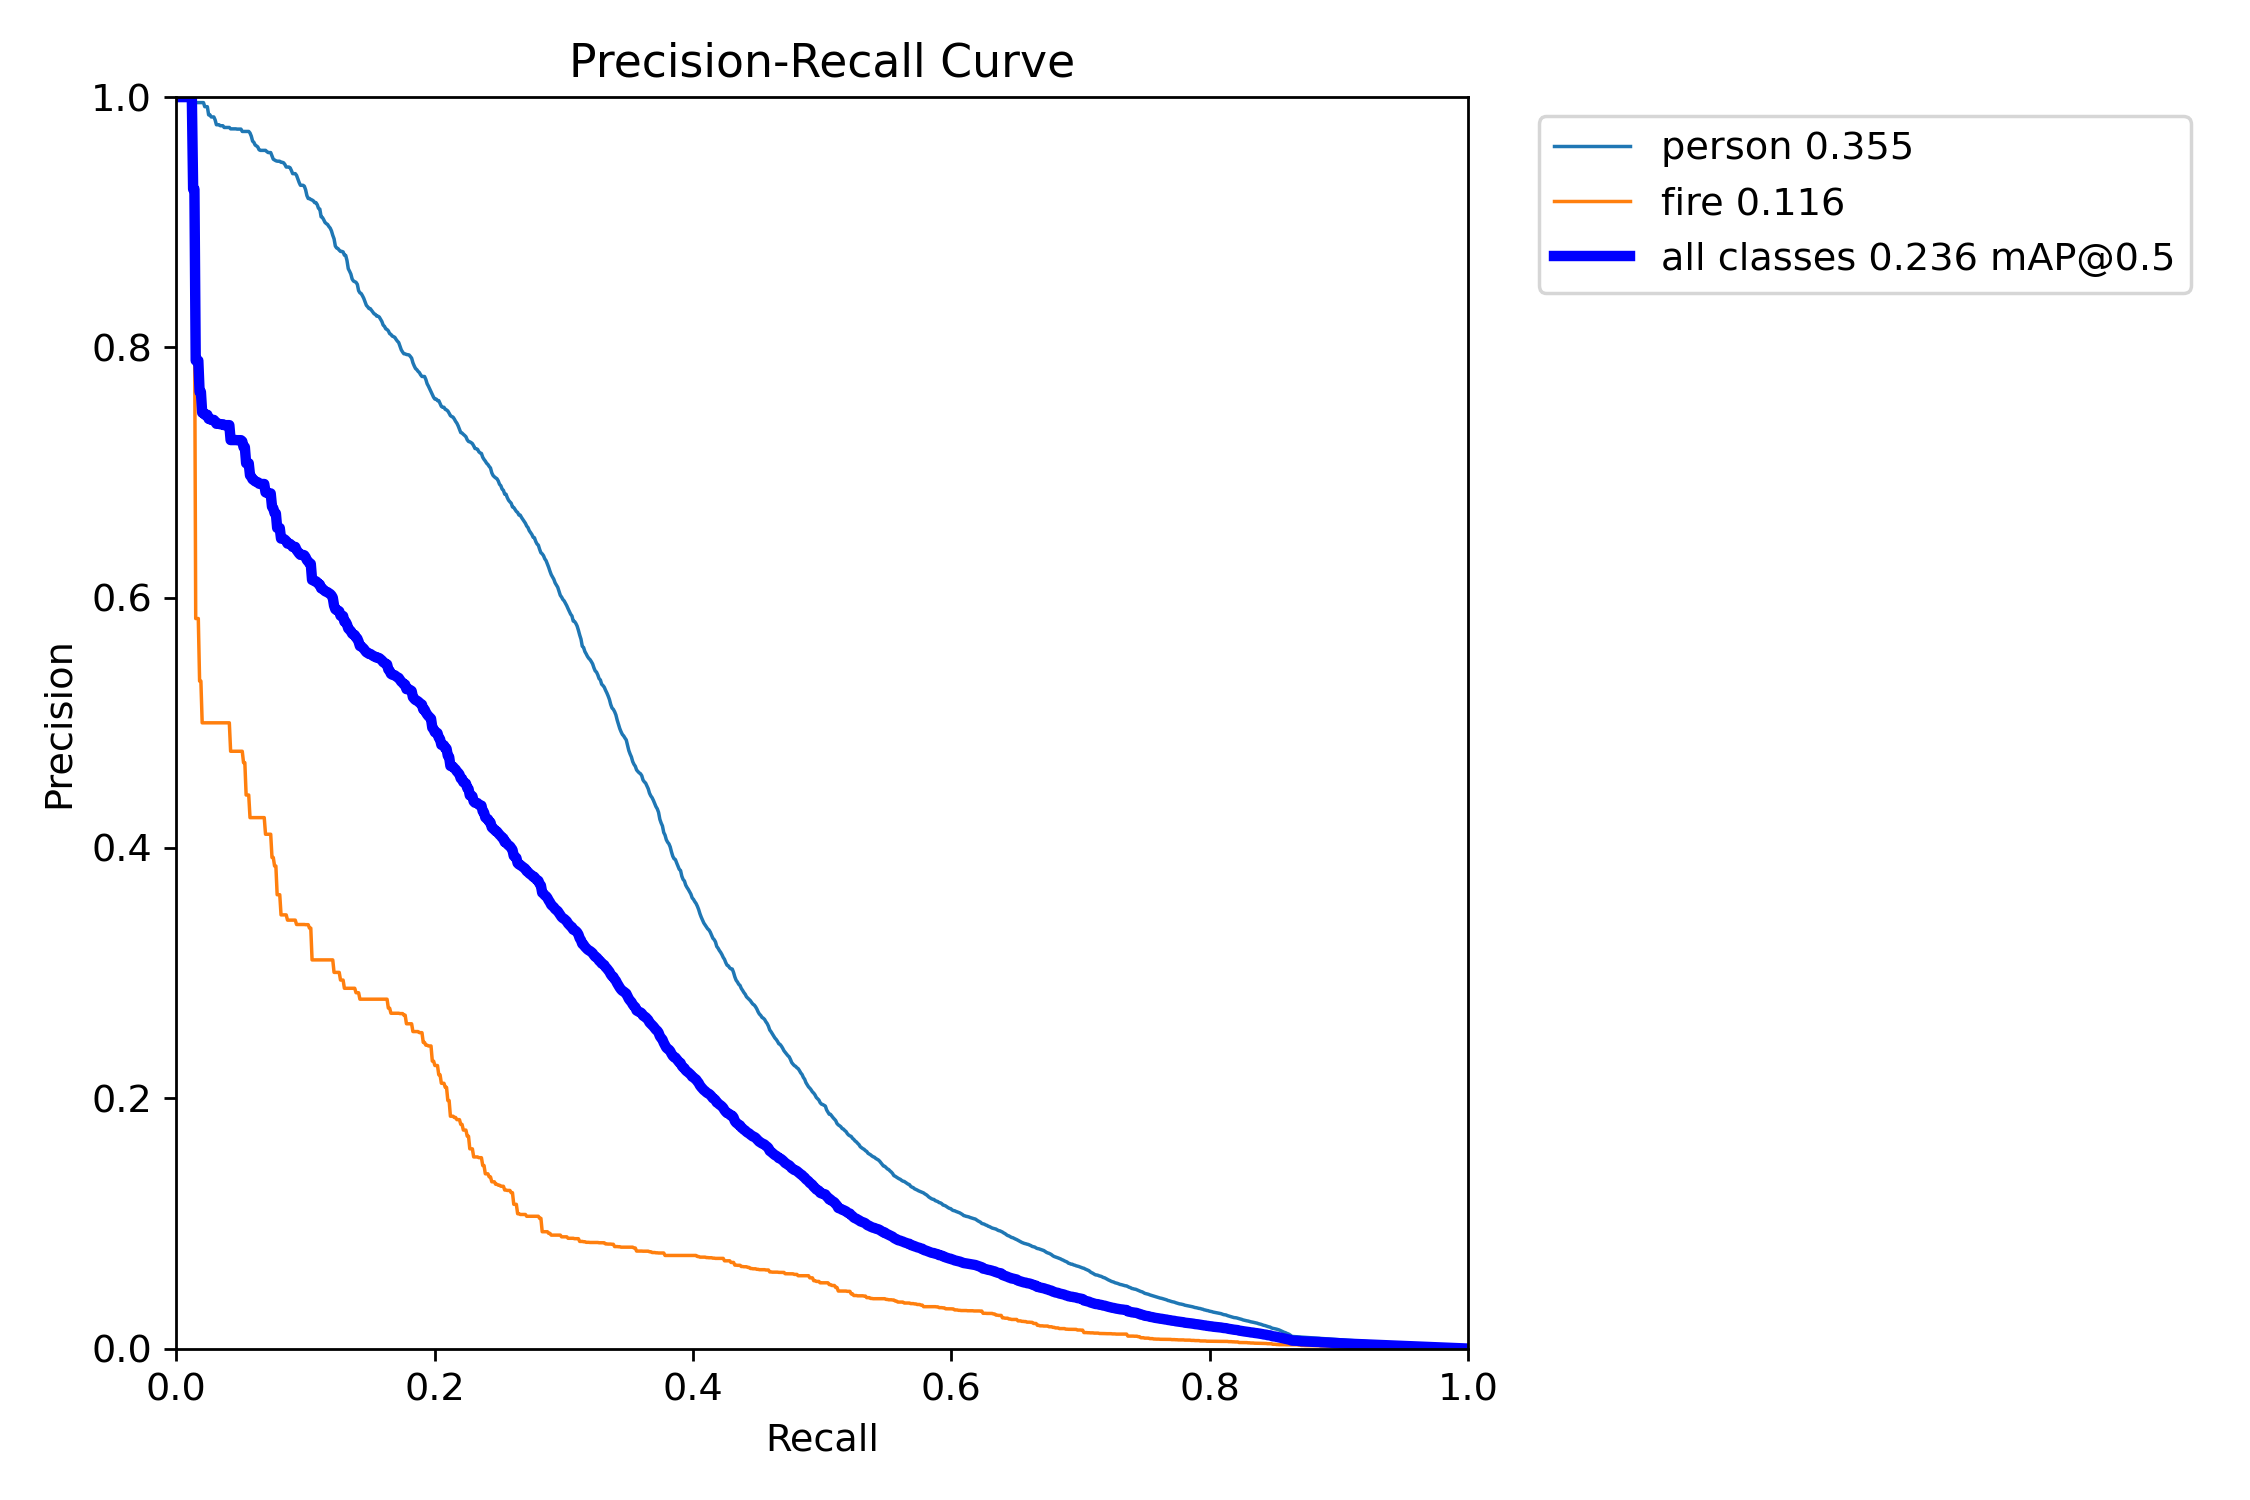 Precision-Recall Curve
1.0
0.8
0.6
0.4
0.2
0.0
Precision
0.0 0.2 0.4 0.6 0.8 1.0
Recall
person 0.355
fire 0.116
all classes 0.236 mAP@0.5